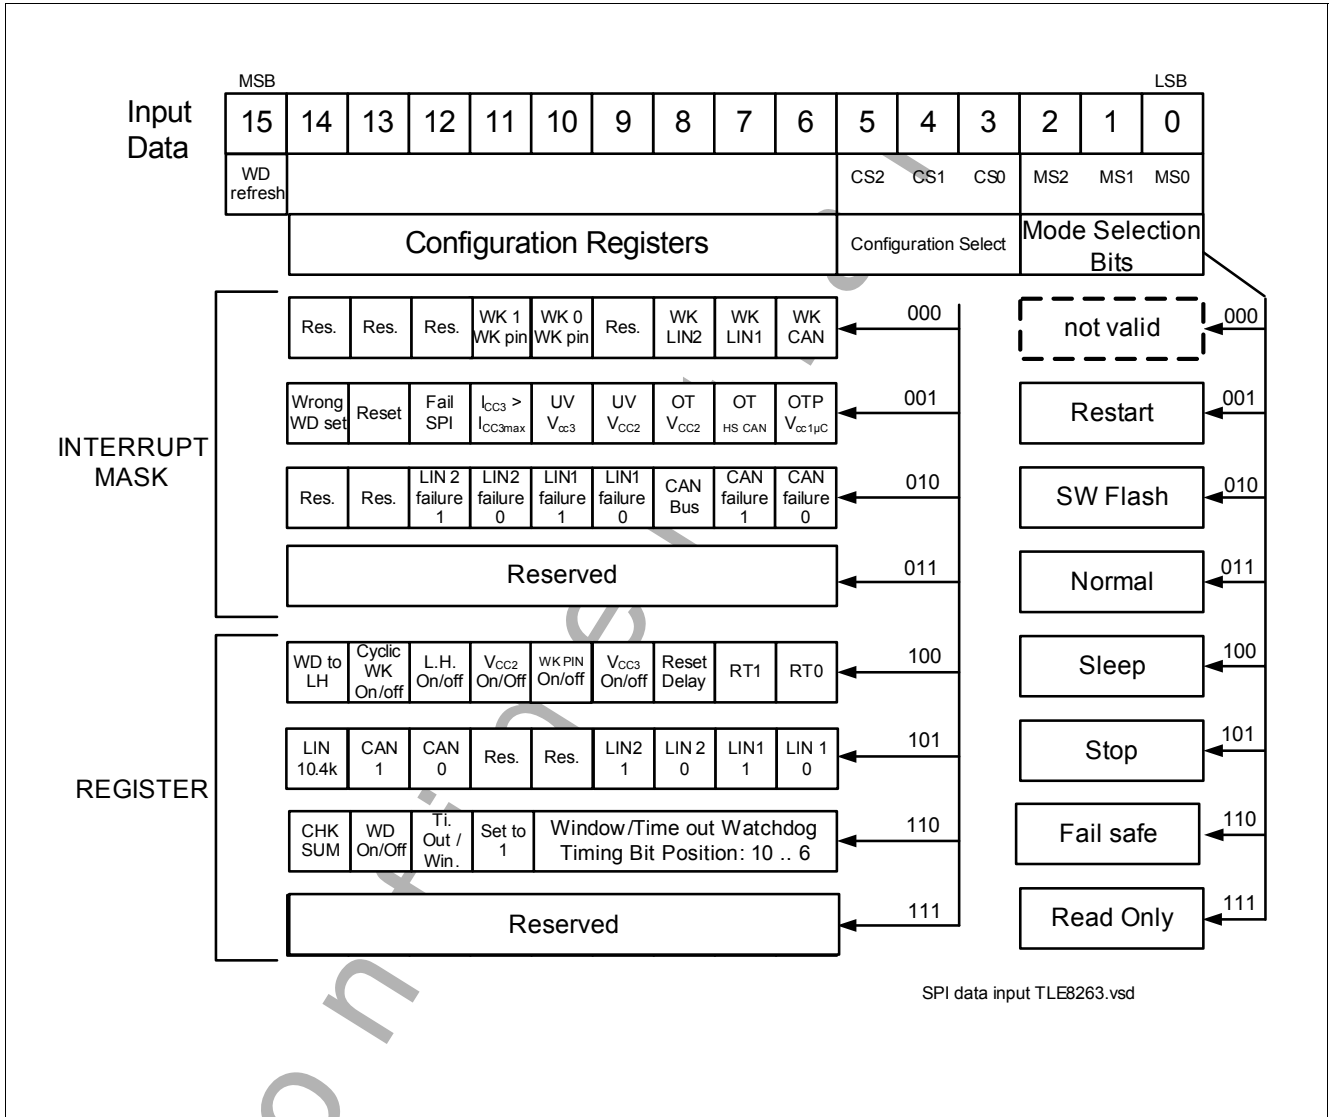 MSB LSB
Input Data 15 14 13 12 11 10 9 8 7 6 5 4 3 2 1 0
WD refresh CS2 CS1 CS0 MS2 MS1 MS0
Configuration Registers Configuration Select Mode Selection Bits
INTERRUPT MASK
Res. Res. Res. WK 1 WK pin WK 0 WK pin Res. WK LIN2 WK LIN1 WK CAN 000 not valid 000
Wrong WD set Reset Fail SPI ICC3 > ICC3max UV Vcc3 UV VCC2 OT VCC2 OT HS CAN OTP Vcc1µC 001 Restart 001
Res. Res. LIN 2 failure 1 LIN2 failure 0 LIN1 failure 1 LIN1 failure 0 CAN Bus CAN failure 1 CAN failure 0 010 SW Flash 010
Reserved 011 Normal 011
REGISTER
WD to LH Cyclic WK On/off L.H. On/off VCC2 On/Off WK PIN On/off VCC3 On/off Reset Delay RT1 RT0 100 Sleep 100
LIN 10.4k CAN 1 CAN 0 Res. Res. LIN2 1 LIN 2 0 LIN1 1 LIN 1 0 101 Stop 101
CHK SUM WD On/Off Ti. Out / Win. Set to 1 Window/Time out Watchdog Timing Bit Position: 10 .. 6 110 Fail safe 110
Reserved 111 Read Only 111
SPI data input TLE8263.vsd